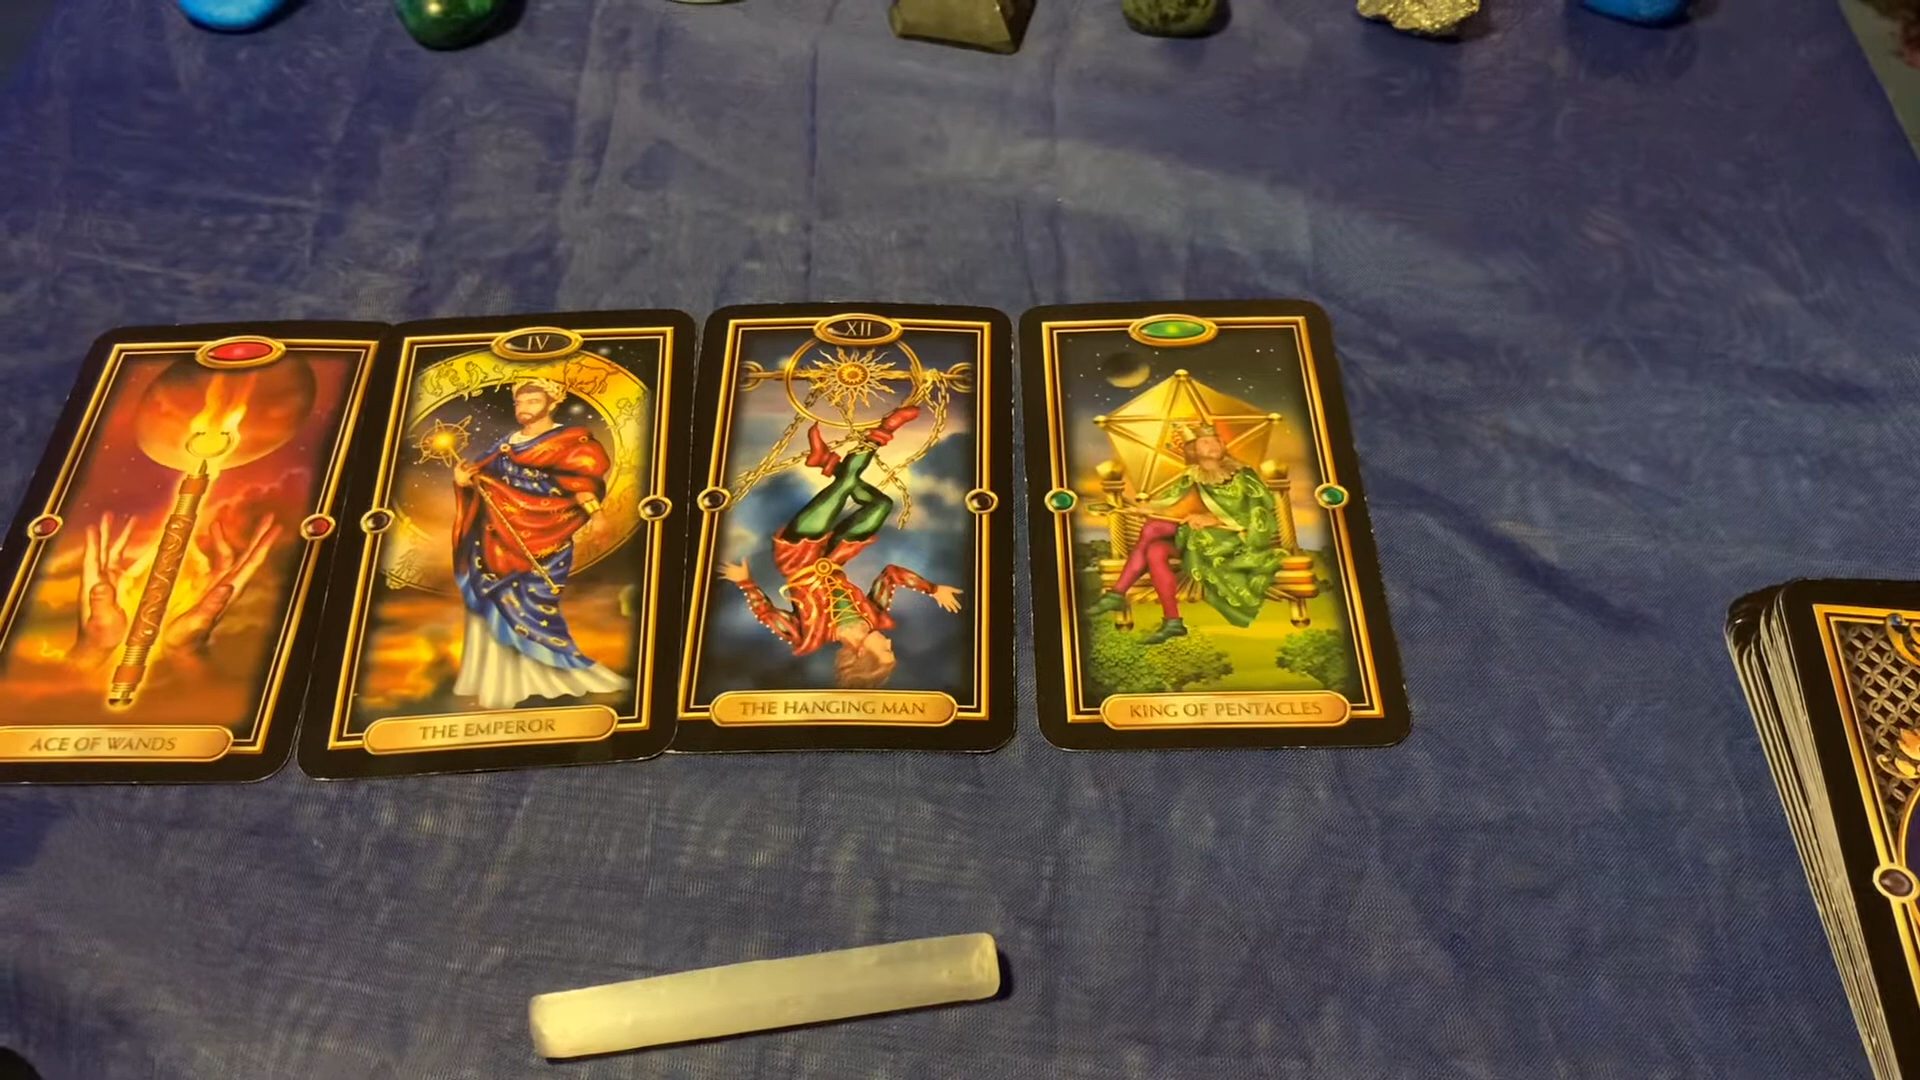 IV
XII
ACE OF WANDS
THE EMPEROR
THE HANGING MAN
KING OF PENTACLES